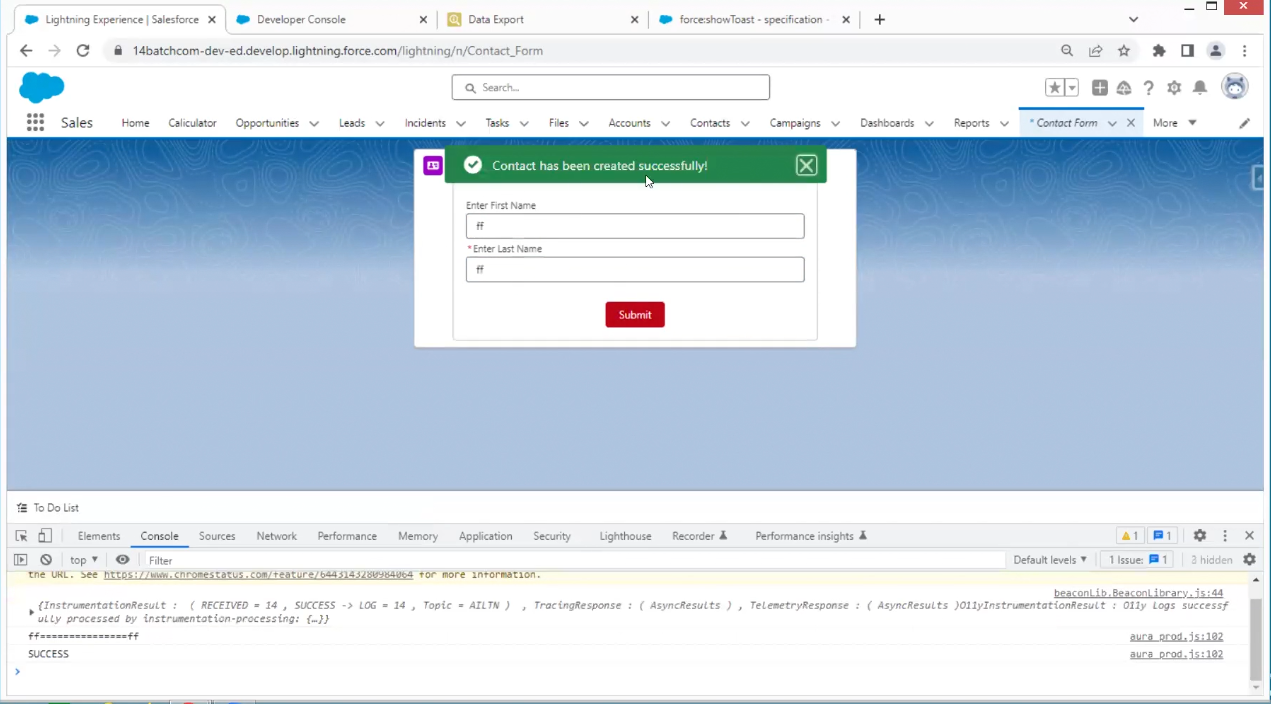 Lightning Experience | Salesforce
Developer Console
Data Export
force:showToast - specification -
14batchcom-dev-ed.develop.lightning.force.com/lightning/n/Contact_Form
Search...
Sales
Home
Calculator
Opportunities
Leads
Incidents
Tasks
Files
Accounts
Contacts
Campaigns
Dashboards
Reports
* Contact Form
More
Contact has been created successfully!
Enter First Name
ff
*Enter Last Name
ff
Submit
To Do List
Elements
Console
Sources
Network
Performance
Memory
Application
Security
Lighthouse
Recorder
Performance insights
1
1
top
Filter
Default levels
1 Issue:
1
3 hidden
the URL. See https://www.chromestatus.com/feature/6443143280984064 for more information.
beaconLib.BeaconLibrary.js:44
{InstrumentationResult : ( RECEIVED = 14 , SUCCESS -> LOG = 14 , Topic = AILTN ) , TracingResponse : ( AsyncResults ) , TelemetryResponse : ( AsyncResults )O11yInstrumentationResult : O11y Logs successf
ully processed by instrumentation-processing: {…}}
ff===============ff
aura_prod.js:102
SUCCESS
aura_prod.js:102